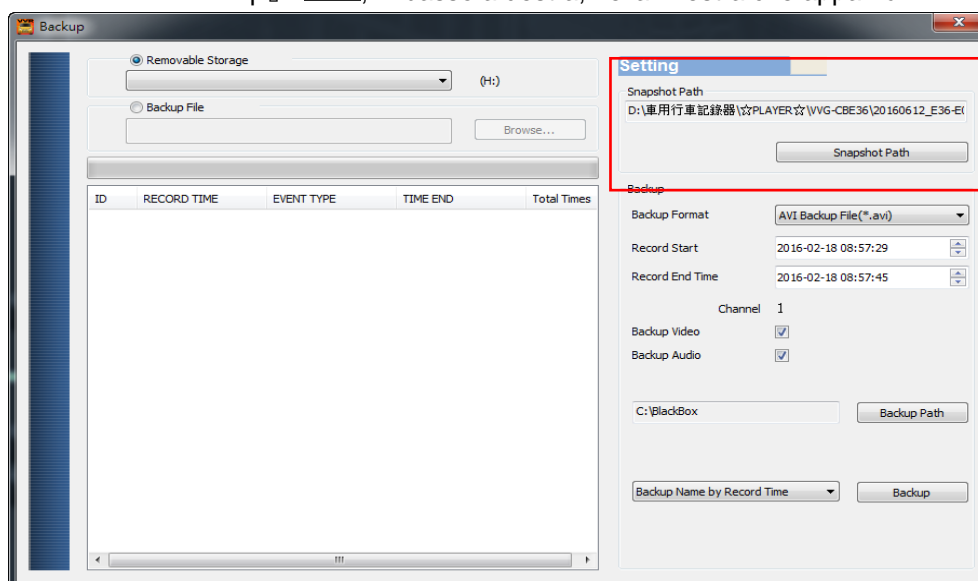 Backup
Removable Storage
(H:)
Backup File
Browse...
ID RECORD TIME EVENT TYPE TIME END Total Times
Setting
Snapshot Path
D:\車用行車記錄器\☆PLAYER☆\VVG-CBE36\20160612_E36-E
Snapshot Path
Backup
Backup Format AVI Backup File(*.avi)
Record Start 2016-02-18 08:57:29
Record End Time 2016-02-18 08:57:45
Channel 1
Backup Video
Backup Audio
C:\BlackBox Backup Path
Backup Name by Record Time Backup